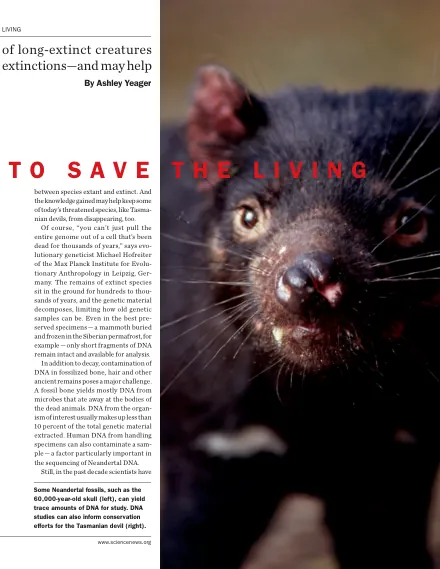 LIVING
of long-extinct creatures
extinctions—and may help
By Ashley Yeager
TO SAVE THE LIVING
between species extant and extinct. And
the knowledge gained may help keep some
of today's threatened species, like Tasma-
nian devils, from disappearing, too.
Of course, "you can't just pull the
entire genome out of a cell that's been
dead for thousands of years," says evo-
lutionary geneticist Michael Hofreiter
of the Max Planck Institute for Evolu-
tionary Anthropology in Leipzig, Ger-
many. The remains of extinct species
sit in the ground for hundreds to thou-
sands of years, and the genetic material
decomposes, limiting how old genetic
samples can be. Even in the best pre-
served specimens — a mammoth buried
and frozen in the Siberian permafrost, for
example — only short fragments of DNA
remain intact and available for analysis.
In addition to decay, contamination of
DNA in fossilized bone, hair and other
ancient remains poses a major challenge.
A fossil bone yields mostly DNA from
microbes that ate away at the bodies of
the dead animals. DNA from the organ-
ism of interest usually makes up less than
10 percent of the total genetic material
extracted. Human DNA from handling
specimens can also contaminate a sam-
ple — a factor particularly important in
the sequencing of Neandertal DNA.
Still, in the past decade scientists have
Some Neandertal fossils, such as the
60,000-year-old skull (left), can yield
trace amounts of DNA for study. DNA
studies can also inform conservation
efforts for the Tasmanian devil (right).
www.sciencenews.org